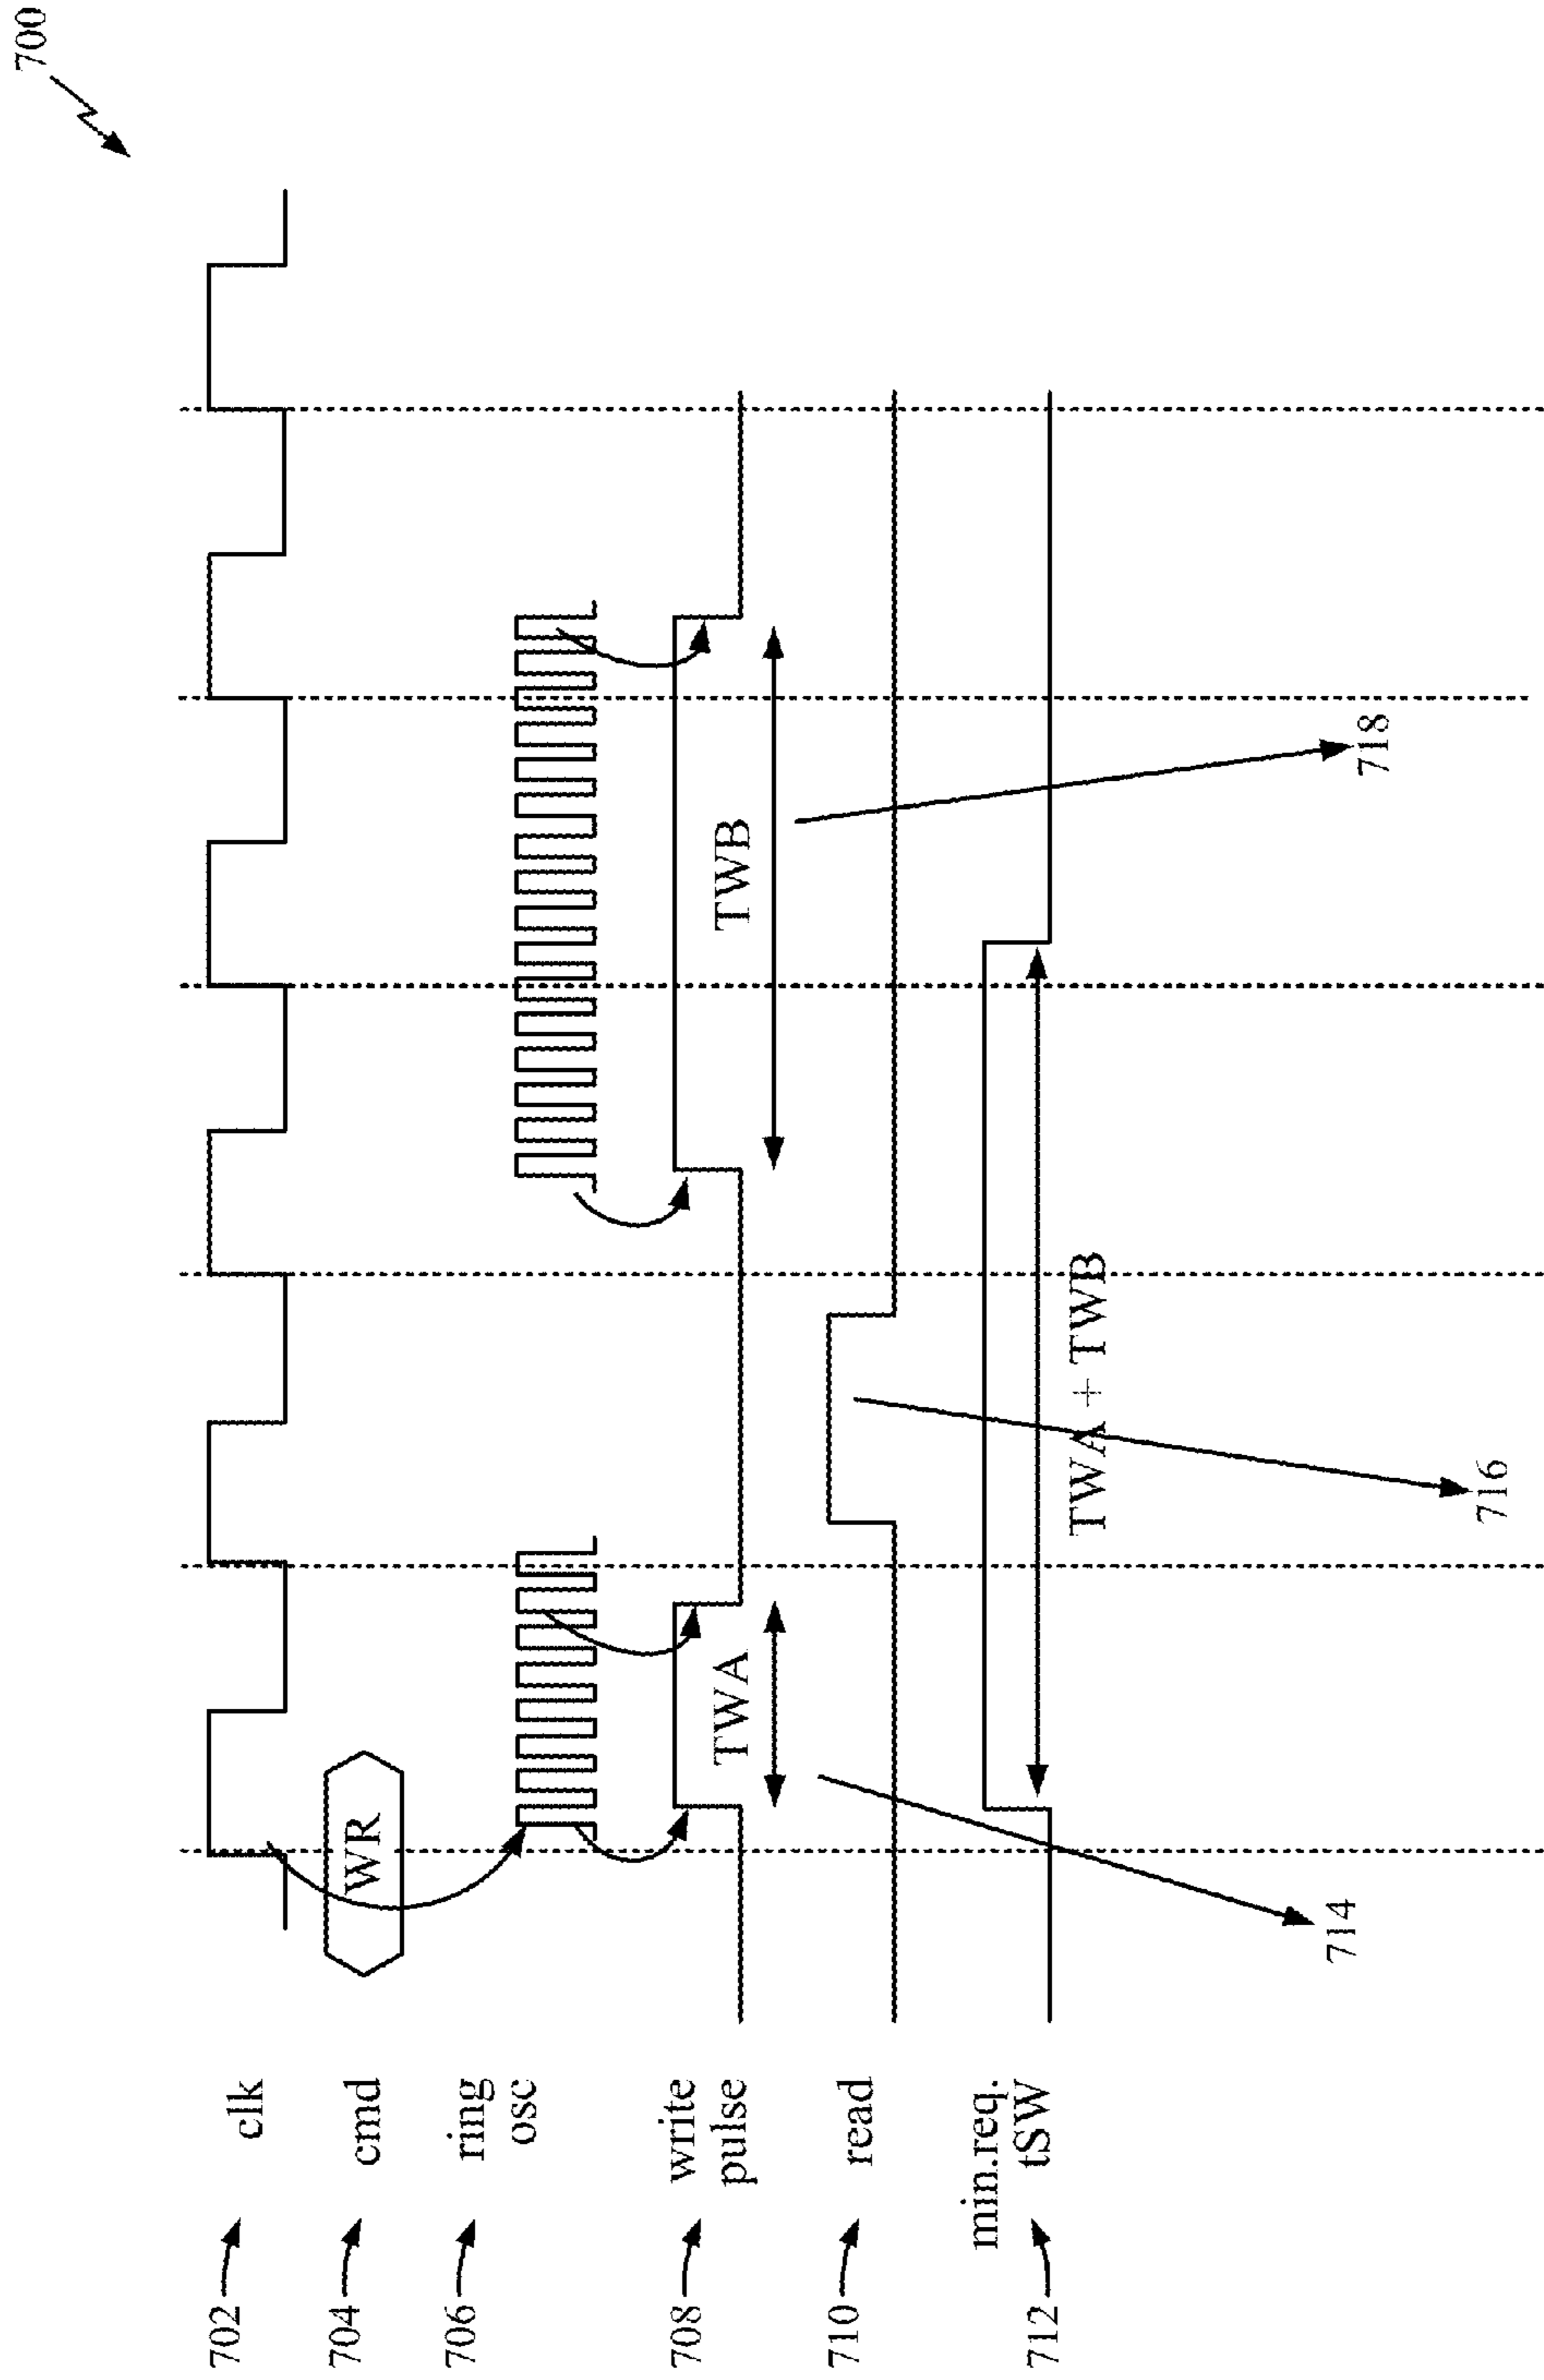 700
702
clk
704
cmd
WR
706
ring
osc
708
write
pulse
TWA
TWB
710
read
712
min.req.
tSW
TWA + TWB
714
716
718